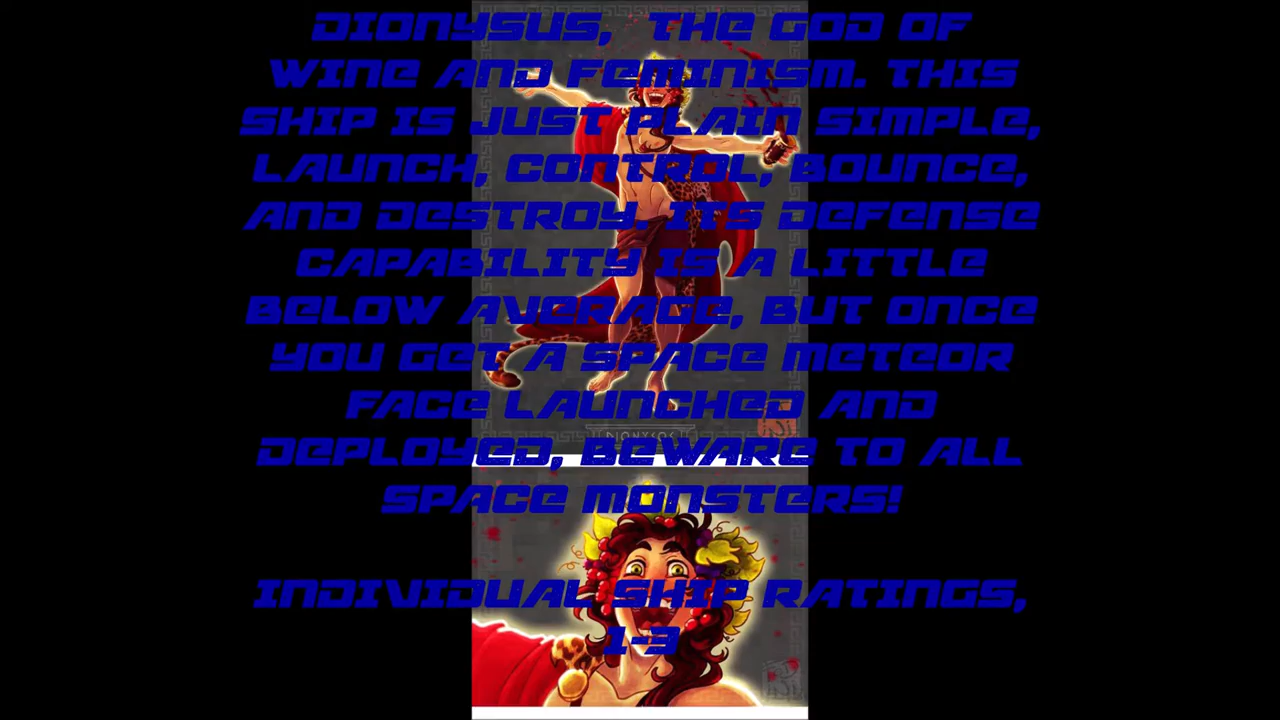 DIONYSUS, THE GOD OF
WINE AND FEMINISM. THIS
SHIP IS JUST PLAIN SIMPLE,
LAUNCH, CONTROL, BOUNCE,
AND DESTROY. ITS DEFENSE
CAPABILITY IS A LITTLE
BELOW AVERAGE, BUT ONCE
YOU GET A SPACE METEOR
FACE LAUNCHED AND
DIONYSOS
DEPLOYED, BEWARE TO ALL
SPACE MONSTERS!
INDIVIDUAL SHIP RATINGS,
1-3